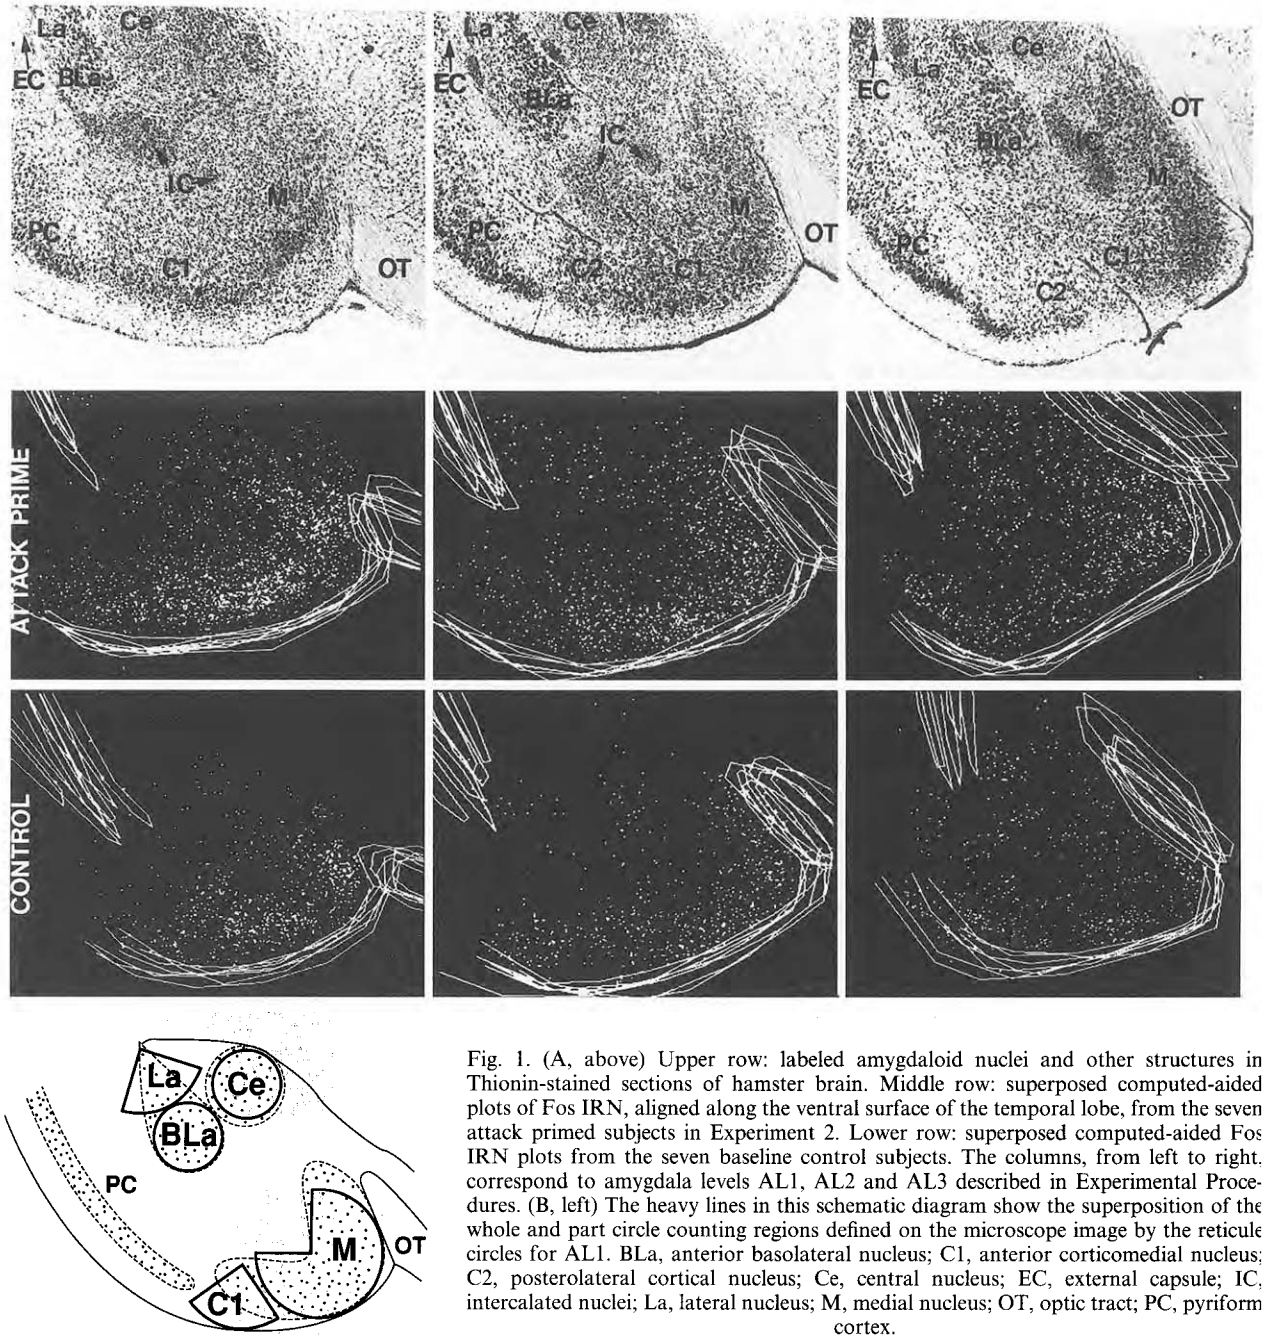 La Ce
EC BLa
IC
M
PC
C1
OT
La Ce
EC
BLa
IC
M
PC
OT
C2 C1
Ce
La
EC
OT
BLa IC
M
PC
C1
C2
ATTACK PRIME
CONTROL
La Ce
BLa
PC
M OT
C1
Fig. 1. (A, above) Upper row: labeled amygdaloid nuclei and other structures in
Thionin-stained sections of hamster brain. Middle row: superposed computed-aided
plots of Fos IRN, aligned along the ventral surface of the temporal lobe, from the seven
attack primed subjects in Experiment 2. Lower row: superposed computed-aided Fos
IRN plots from the seven baseline control subjects. The columns, from left to right,
correspond to amygdala levels AL1, AL2 and AL3 described in Experimental Proce-
dures. (B, left) The heavy lines in this schematic diagram show the superposition of the
whole and part circle counting regions defined on the microscope image by the reticule
circles for AL1. BLa, anterior basolateral nucleus; C1, anterior corticomedial nucleus;
C2, posterolateral cortical nucleus; Ce, central nucleus; EC, external capsule; IC,
intercalated nuclei; La, lateral nucleus; M, medial nucleus; OT, optic tract; PC, pyriform
cortex.